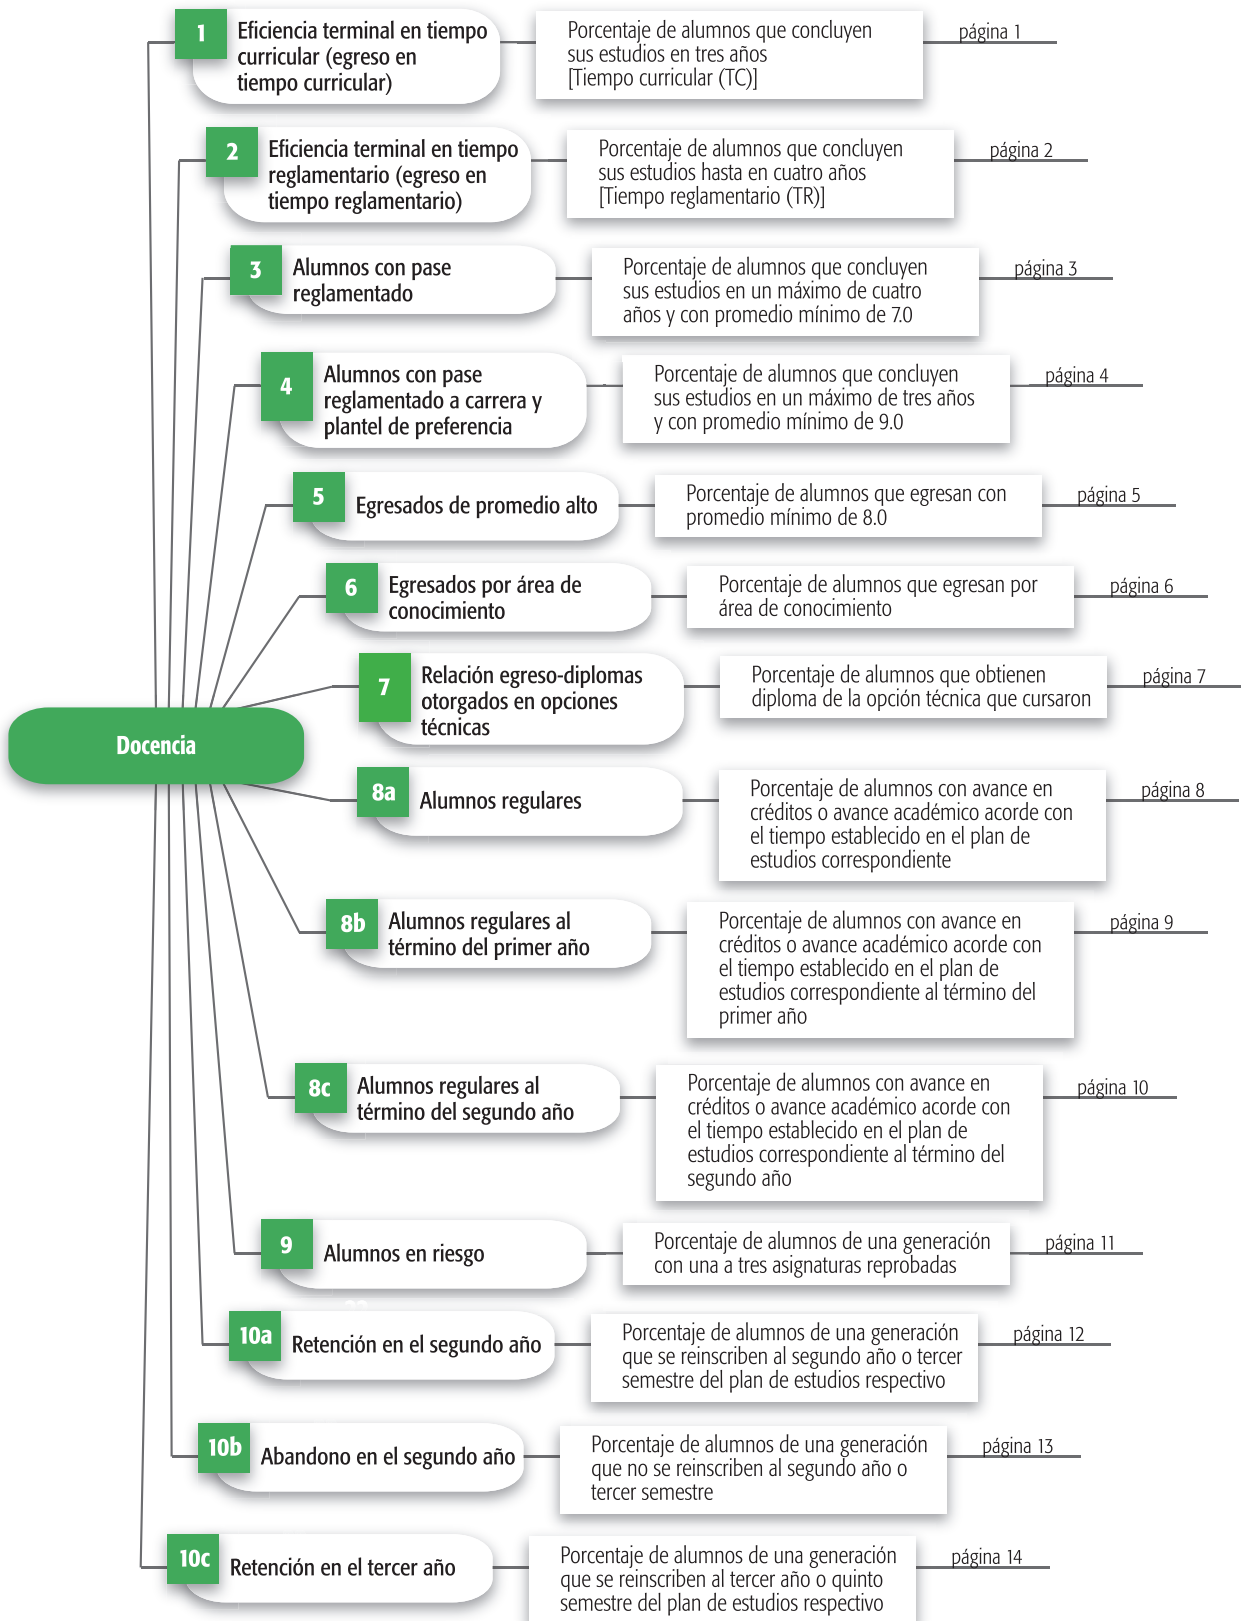 1
Eficiencia terminal en tiempo
curricular (egreso en
tiempo curricular)
Porcentaje de alumnos que concluyen
sus estudios en tres años
[Tiempo curricular (TC)]
página 1
2
Eficiencia terminal en tiempo
reglamentario (egreso en
tiempo reglamentario)
Porcentaje de alumnos que concluyen
sus estudios hasta en cuatro años
[Tiempo reglamentario (TR)]
página 2
3
Alumnos con pase
reglamentado
Porcentaje de alumnos que concluyen
sus estudios en un máximo de cuatro
años y con promedio mínimo de 7.0
página 3
4
Alumnos con pase
reglamentado a carrera y
plantel de preferencia
Porcentaje de alumnos que concluyen
sus estudios en un máximo de tres años
y con promedio mínimo de 9.0
página 4
5
Egresados de promedio alto
Porcentaje de alumnos que egresan con
promedio mínimo de 8.0
página 5
6
Egresados por área de
conocimiento
Porcentaje de alumnos que egresan por
área de conocimiento
página 6
7
Relación egreso-diplomas
otorgados en opciones
técnicas
Porcentaje de alumnos que obtienen
diploma de la opción técnica que cursaron
página 7
Docencia
8a
Alumnos regulares
Porcentaje de alumnos con avance en
créditos o avance académico acorde con
el tiempo establecido en el plan de
estudios correspondiente
página 8
8b
Alumnos regulares al
término del primer año
Porcentaje de alumnos con avance en
créditos o avance académico acorde con
el tiempo establecido en el plan de
estudios correspondiente al término del
primer año
página 9
8c
Alumnos regulares al
término del segundo año
Porcentaje de alumnos con avance en
créditos o avance académico acorde con
el tiempo establecido en el plan de
estudios correspondiente al término del
segundo año
página 10
9
Alumnos en riesgo
Porcentaje de alumnos de una generación
con una a tres asignaturas reprobadas
página 11
10a
Retención en el segundo año
Porcentaje de alumnos de una generación
que se reinscriben al segundo año o tercer
semestre del plan de estudios respectivo
página 12
10b
Abandono en el segundo año
Porcentaje de alumnos de una generación
que no se reinscriben al segundo año o
tercer semestre
página 13
10c
Retención en el tercer año
Porcentaje de alumnos de una generación
que se reinscriben al tercer año o quinto
semestre del plan de estudios respectivo
página 14